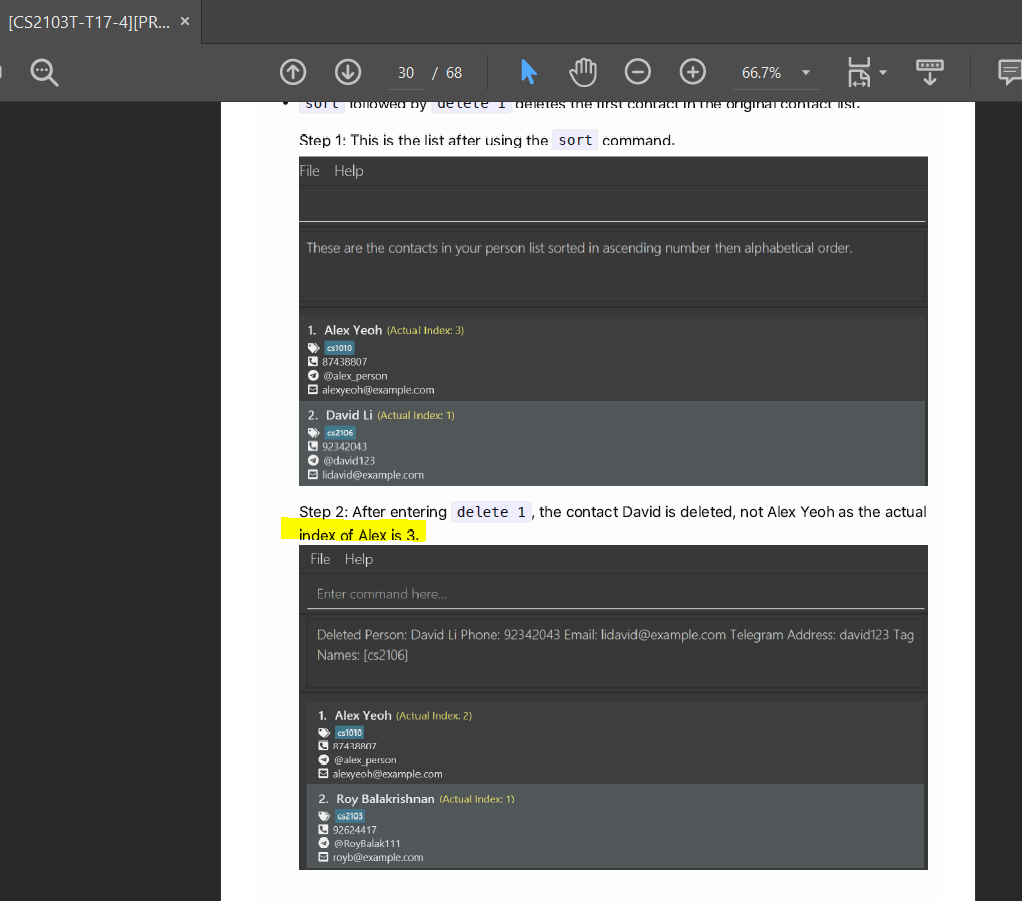 [CS2103T-T17-4][PR... ×
30 / 68
66.7%
• sort followed by delete 1 deletes the first contact in the original contact list.
Step 1: This is the list after using the sort command.
File Help
These are the contacts in your person list sorted in ascending number then alphabetical order.
1. Alex Yeoh (Actual Index: 3)
cs1010
87438807
@alex_person
alexyeoh@example.com
2. David Li (Actual Index: 1)
cs2106
92342043
@david123
lidavid@example.com
Step 2: After entering delete 1, the contact David is deleted, not Alex Yeoh as the actual
index of Alex is 3.
File Help
Enter command here...
Deleted Person: David Li Phone: 92342043 Email: lidavid@example.com Telegram Address: david123 Tag
Names: [cs2106]
1. Alex Yeoh (Actual Index: 2)
cs1010
87438807
@alex_person
alexyeoh@example.com
2. Roy Balakrishnan (Actual Index: 1)
cs2103
92624417
@RoyBalak111
royb@example.com